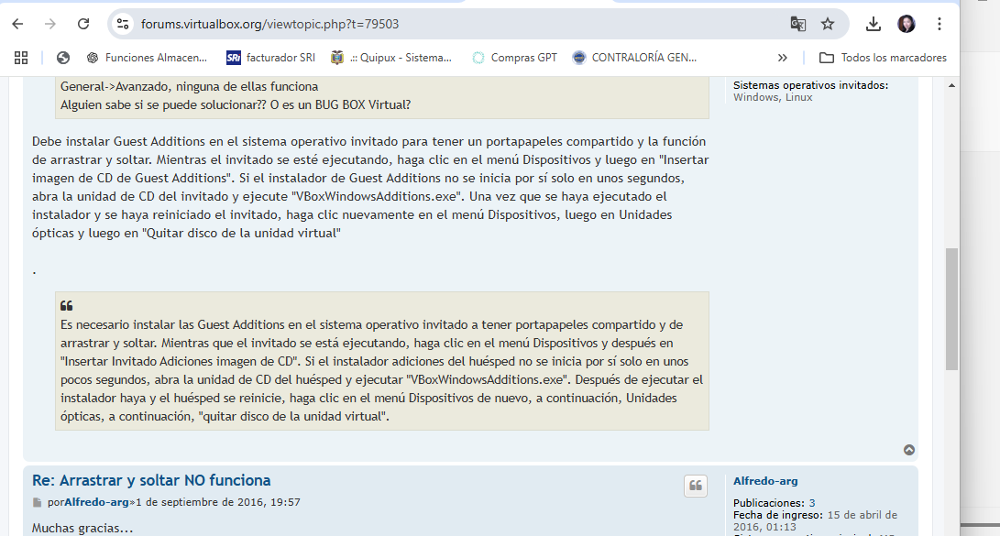 forums.virtualbox.org/viewtopic.php?t=79503
Funciones Almacen...
SRi facturador SRI
.:: Quipux - Sistema...
Compras GPT
CONTRALORÍA GEN...
»
Todos los marcadores
General->Avanzado, ninguna de ellas funciona
Alguien sabe si se puede solucionar?? O es un BUG BOX Virtual?
Sistemas operativos invitados:
Windows, Linux
Debe instalar Guest Additions en el sistema operativo invitado para tener un portapapeles compartido y la función
de arrastrar y soltar. Mientras el invitado se esté ejecutando, haga clic en el menú Dispositivos y luego en "Insertar
imagen de CD de Guest Additions". Si el instalador de Guest Additions no se inicia por sí solo en unos segundos,
abra la unidad de CD del invitado y ejecute "VBoxWindowsAdditions.exe". Una vez que se haya ejecutado el
instalador y se haya reiniciado el invitado, haga clic nuevamente en el menú Dispositivos, luego en Unidades
ópticas y luego en "Quitar disco de la unidad virtual"
.
Es necesario instalar las Guest Additions en el sistema operativo invitado a tener portapapeles compartido y de
arrastrar y soltar. Mientras que el invitado se está ejecutando, haga clic en el menú Dispositivos y después en
"Insertar Invitado Adiciones imagen de CD". Si el instalador adiciones del huésped no se inicia por sí solo en unos
pocos segundos, abra la unidad de CD del huésped y ejecutar "VBoxWindowsAdditions.exe". Después de ejecutar el
instalador haya y el huésped se reinicie, haga clic en el menú Dispositivos de nuevo, a continuación, Unidades
ópticas, a continuación, "quitar disco de la unidad virtual".
Re: Arrastrar y soltar NO funciona
porAlfredo-arg»1 de septiembre de 2016, 19:57
Muchas gracias...
Alfredo-arg
Publicaciones: 3
Fecha de ingreso: 15 de abril de
2016, 01:13